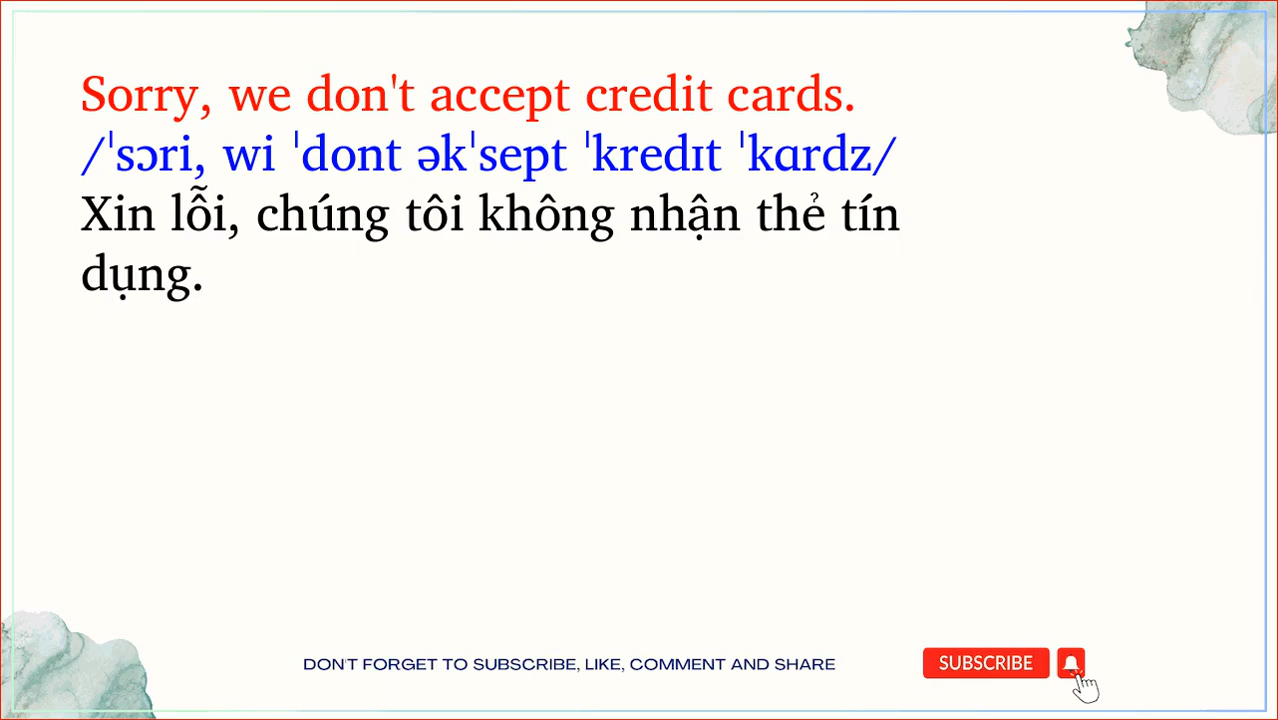 Sorry, we don't accept credit cards.
/ˈsɔri, wi ˈdont əkˈsept ˈkredɪt ˈkɑrdz/
Xin lỗi, chúng tôi không nhận thẻ tín
dụng.
DON'T FORGET TO SUBSCRIBE, LIKE, COMMENT AND SHARE
SUBSCRIBE